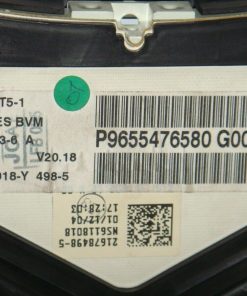 T5-1
ES BVM
3-6 A
V20.18
018-Y 498-5
P9655476580 G00
21678498-5
17:28:03
01/12/04
NS6118018